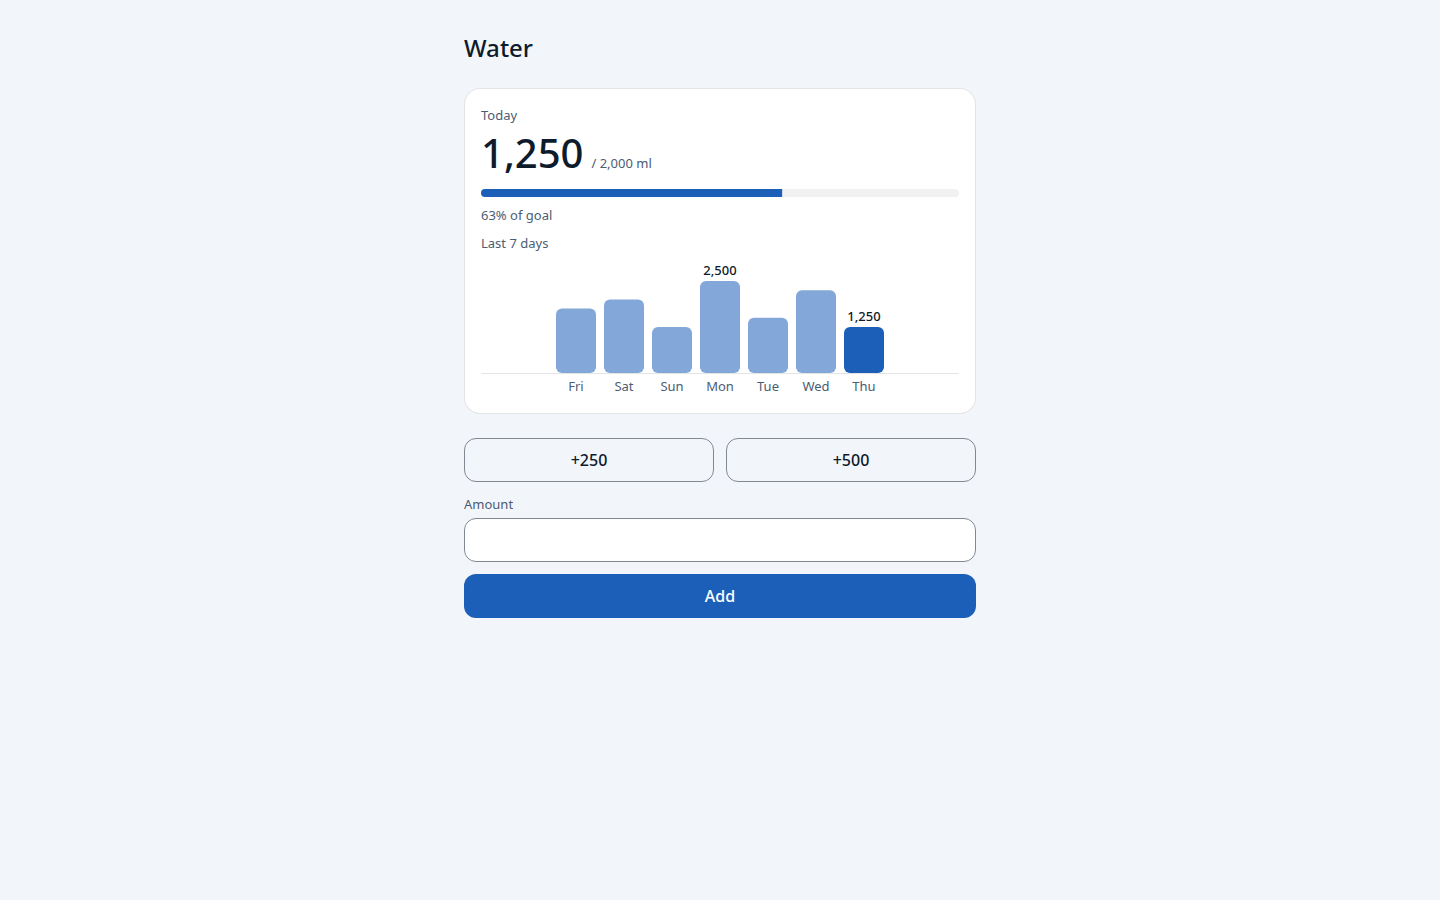 Water
Today
1,250 / 2,000 ml
63% of goal
Last 7 days
2,500
1,250
Fri Sat Sun Mon Tue Wed Thu
+250 +500
Amount
Add